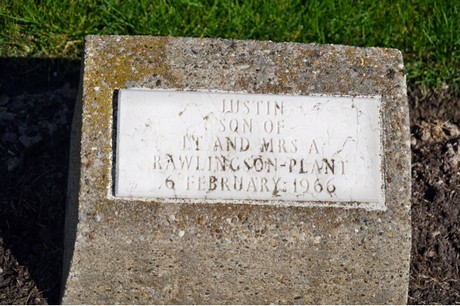 JUSTIN
SON OF
LT AND MRS A
RAWLINGSON-PLANT
6 FEBRUARY 1966